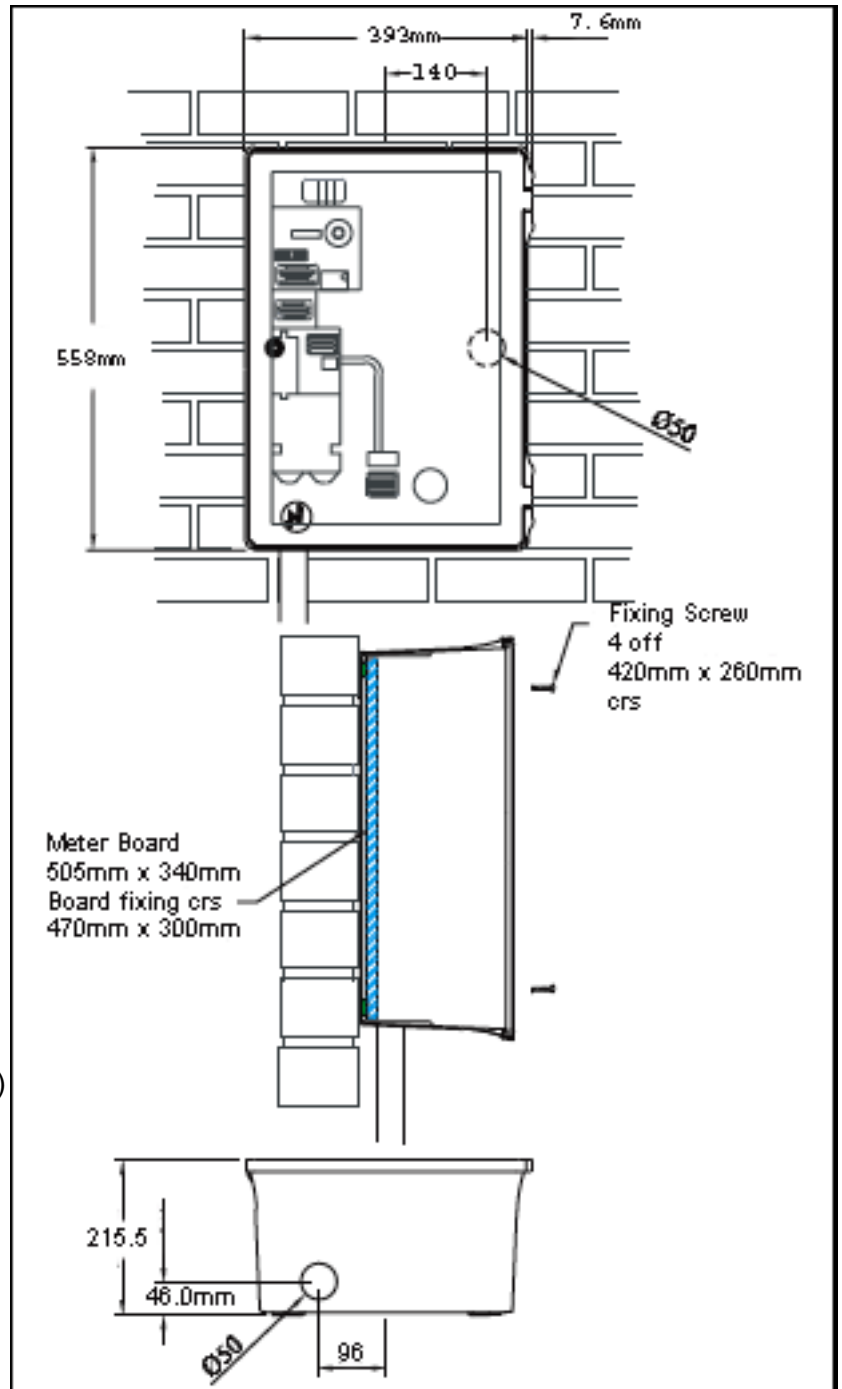 393mm
7.6mm
140
558mm
Ø50
Fixing Screw
4 off
420mm x 260mm
crs
Meter Board
505mm x 340mm
Board fixing crs
470mm x 300mm
)
215.5
46.0mm
Ø50
96